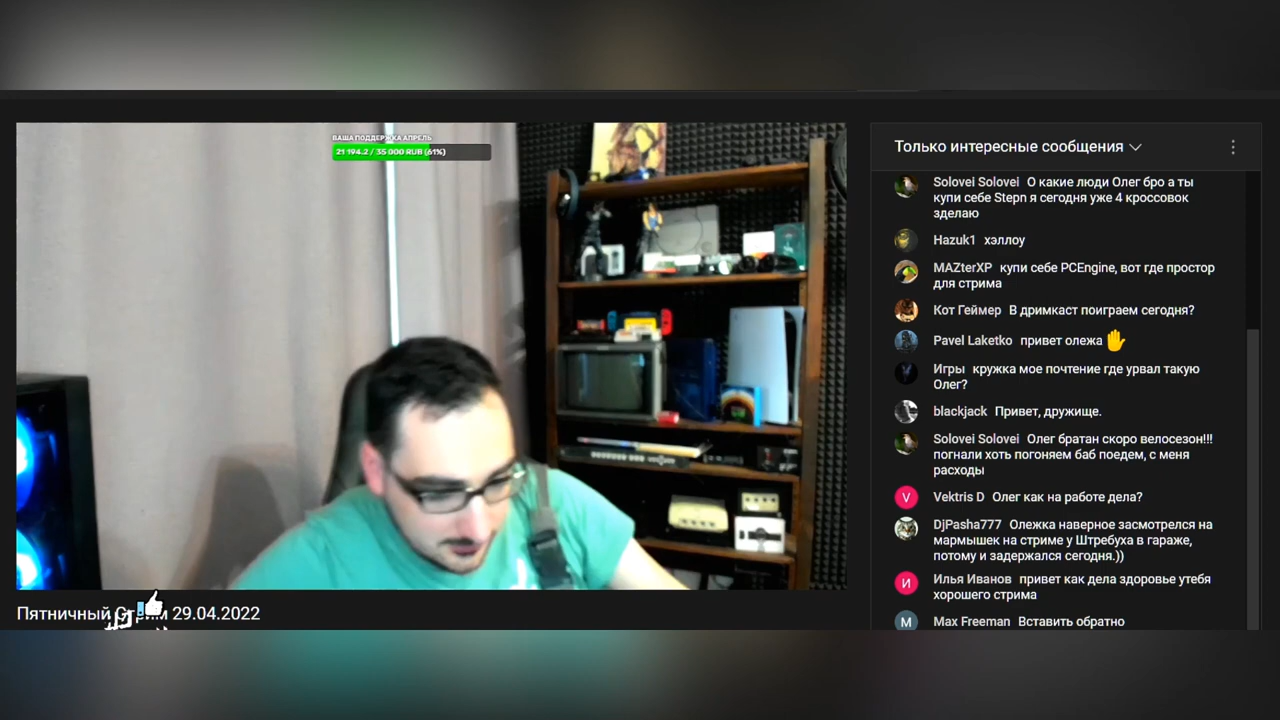 ВАША ПОДДЕРЖКА АПРЕЛЬ
21 194.2 / 35 000 RUB (61%)
Пятничный Стрим 29.04.2022
Только интересные сообщения
Solovei Solovei О какие люди Олег бро а ты
купи себе Stepn я сегодня уже 4 кроссовок
зделаю
Hazuk1 хэллоу
MAZterXP купи себе PCEngine, вот где простор
для стрима
Кот Геймер В дримкаст поиграем сегодня?
Pavel Laketko привет олежа
Игры кружка мое почтение где урвал такую
Олег?
blackjack Привет, дружище.
Solovei Solovei Олег братан скоро велосезон!!!
погнали хоть погоняем баб поедем, с меня
расходы
V Vektris D Олег как на работе дела?
DjPasha777 Олежка наверное засмотрелся на
мармышек на стриме у Штребуха в гараже,
потому и задержался сегодня.))
И Илья Иванов привет как дела здоровье утебя
хорошего стрима
M Max Freeman Вставить обратно